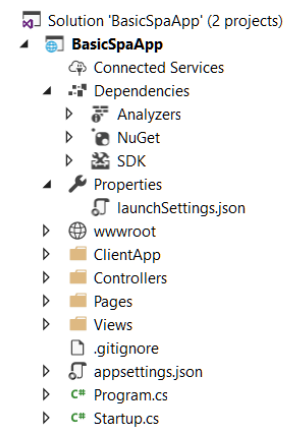 Solution 'BasicSpaApp' (2 projects)
BasicSpaApp
Connected Services
Dependencies
Analyzers
NuGet
SDK
Properties
launchSettings.json
wwwroot
ClientApp
Controllers
Pages
Views
.gitignore
appsettings.json
C# Program.cs
C# Startup.cs